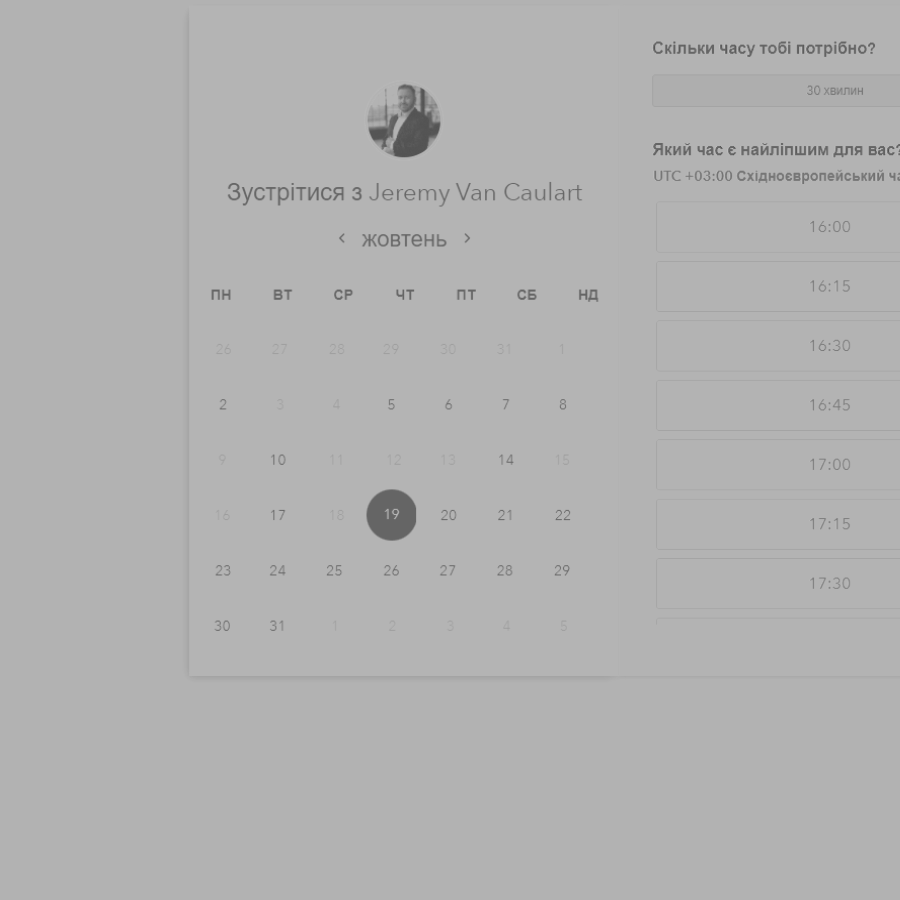 Зустрітися з Jeremy Van Caulart
жовтень
ПН ВТ СР ЧТ ПТ СБ НД
26 27 28 29 30 31 1
2 3 4 5 6 7 8
9 10 11 12 13 14 15
16 17 18 19 20 21 22
23 24 25 26 27 28 29
30 31 1 2 3 4 5
Скільки часу тобі потрібно?
30 хвилин
Який час є найліпшим для вас?
UTC +03:00 Східноєвропейський ча
16:00
16:15
16:30
16:45
17:00
17:15
17:30